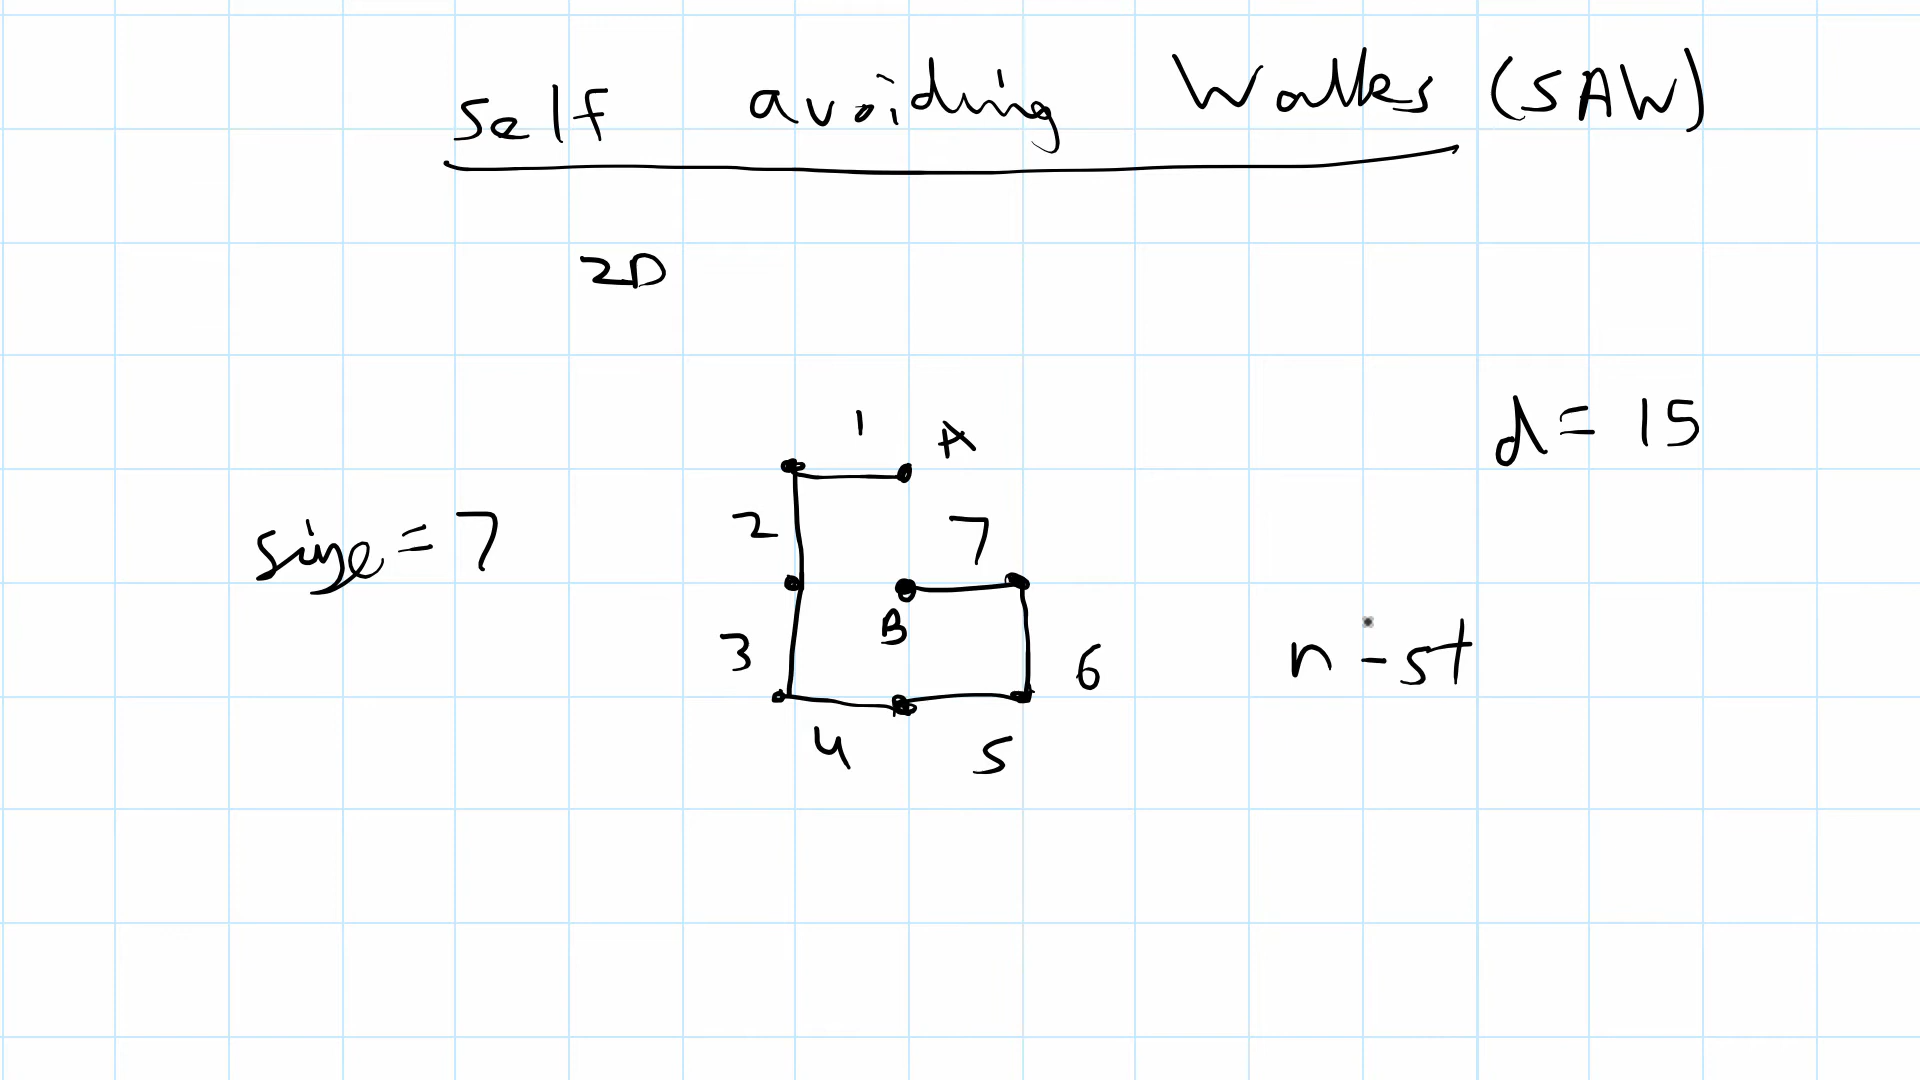 Self avoiding Walks (SAW)
2D
d = 15
1 A
size = 7
2 7
B
3 6
n - st
4 5